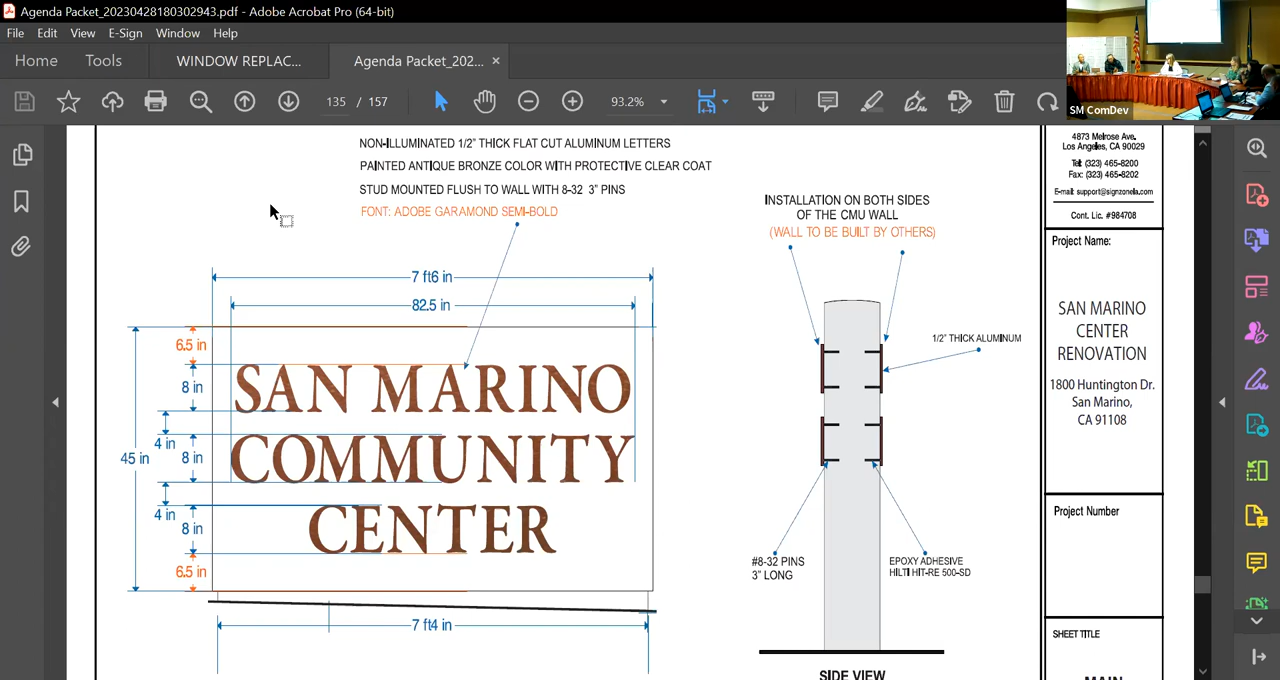 Agenda Packet_20230428180302943.pdf - Adobe Acrobat Pro (64-bit)
File Edit View E-Sign Window Help
Home Tools WINDOW REPLAC... Agenda Packet_202... ×
135 / 157 93.2%
SM ComDev
NON-ILLUMINATED 1/2" THICK FLAT CUT ALUMINUM LETTERS
PAINTED ANTIQUE BRONZE COLOR WITH PROTECTIVE CLEAR COAT
STUD MOUNTED FLUSH TO WALL WITH 8-32 3" PINS
FONT: ADOBE GARAMOND SEMI-BOLD
7 ft6 in
82.5 in
6.5 in
8 in
4 in
8 in
45 in
4 in
8 in
6.5 in
SAN MARINO
COMMUNITY
CENTER
7 ft4 in
INSTALLATION ON BOTH SIDES
OF THE CMU WALL
(WALL TO BE BUILT BY OTHERS)
1/2" THICK ALUMINUM
#8-32 PINS
3" LONG
EPOXY ADHESIVE
HILTI HIT-RE 500-SD
SIDE VIEW
4873 Melrose Ave.
Los Angeles, CA 90029
Tel: (323) 465-8200
Fax: (323) 465-8202
E-mail: support@signzonella.com
Cont. Lic. #984708
Project Name:
SAN MARINO
CENTER
RENOVATION
1800 Huntington Dr.
San Marino,
CA 91108
Project Number
SHEET TITLE
MAIN